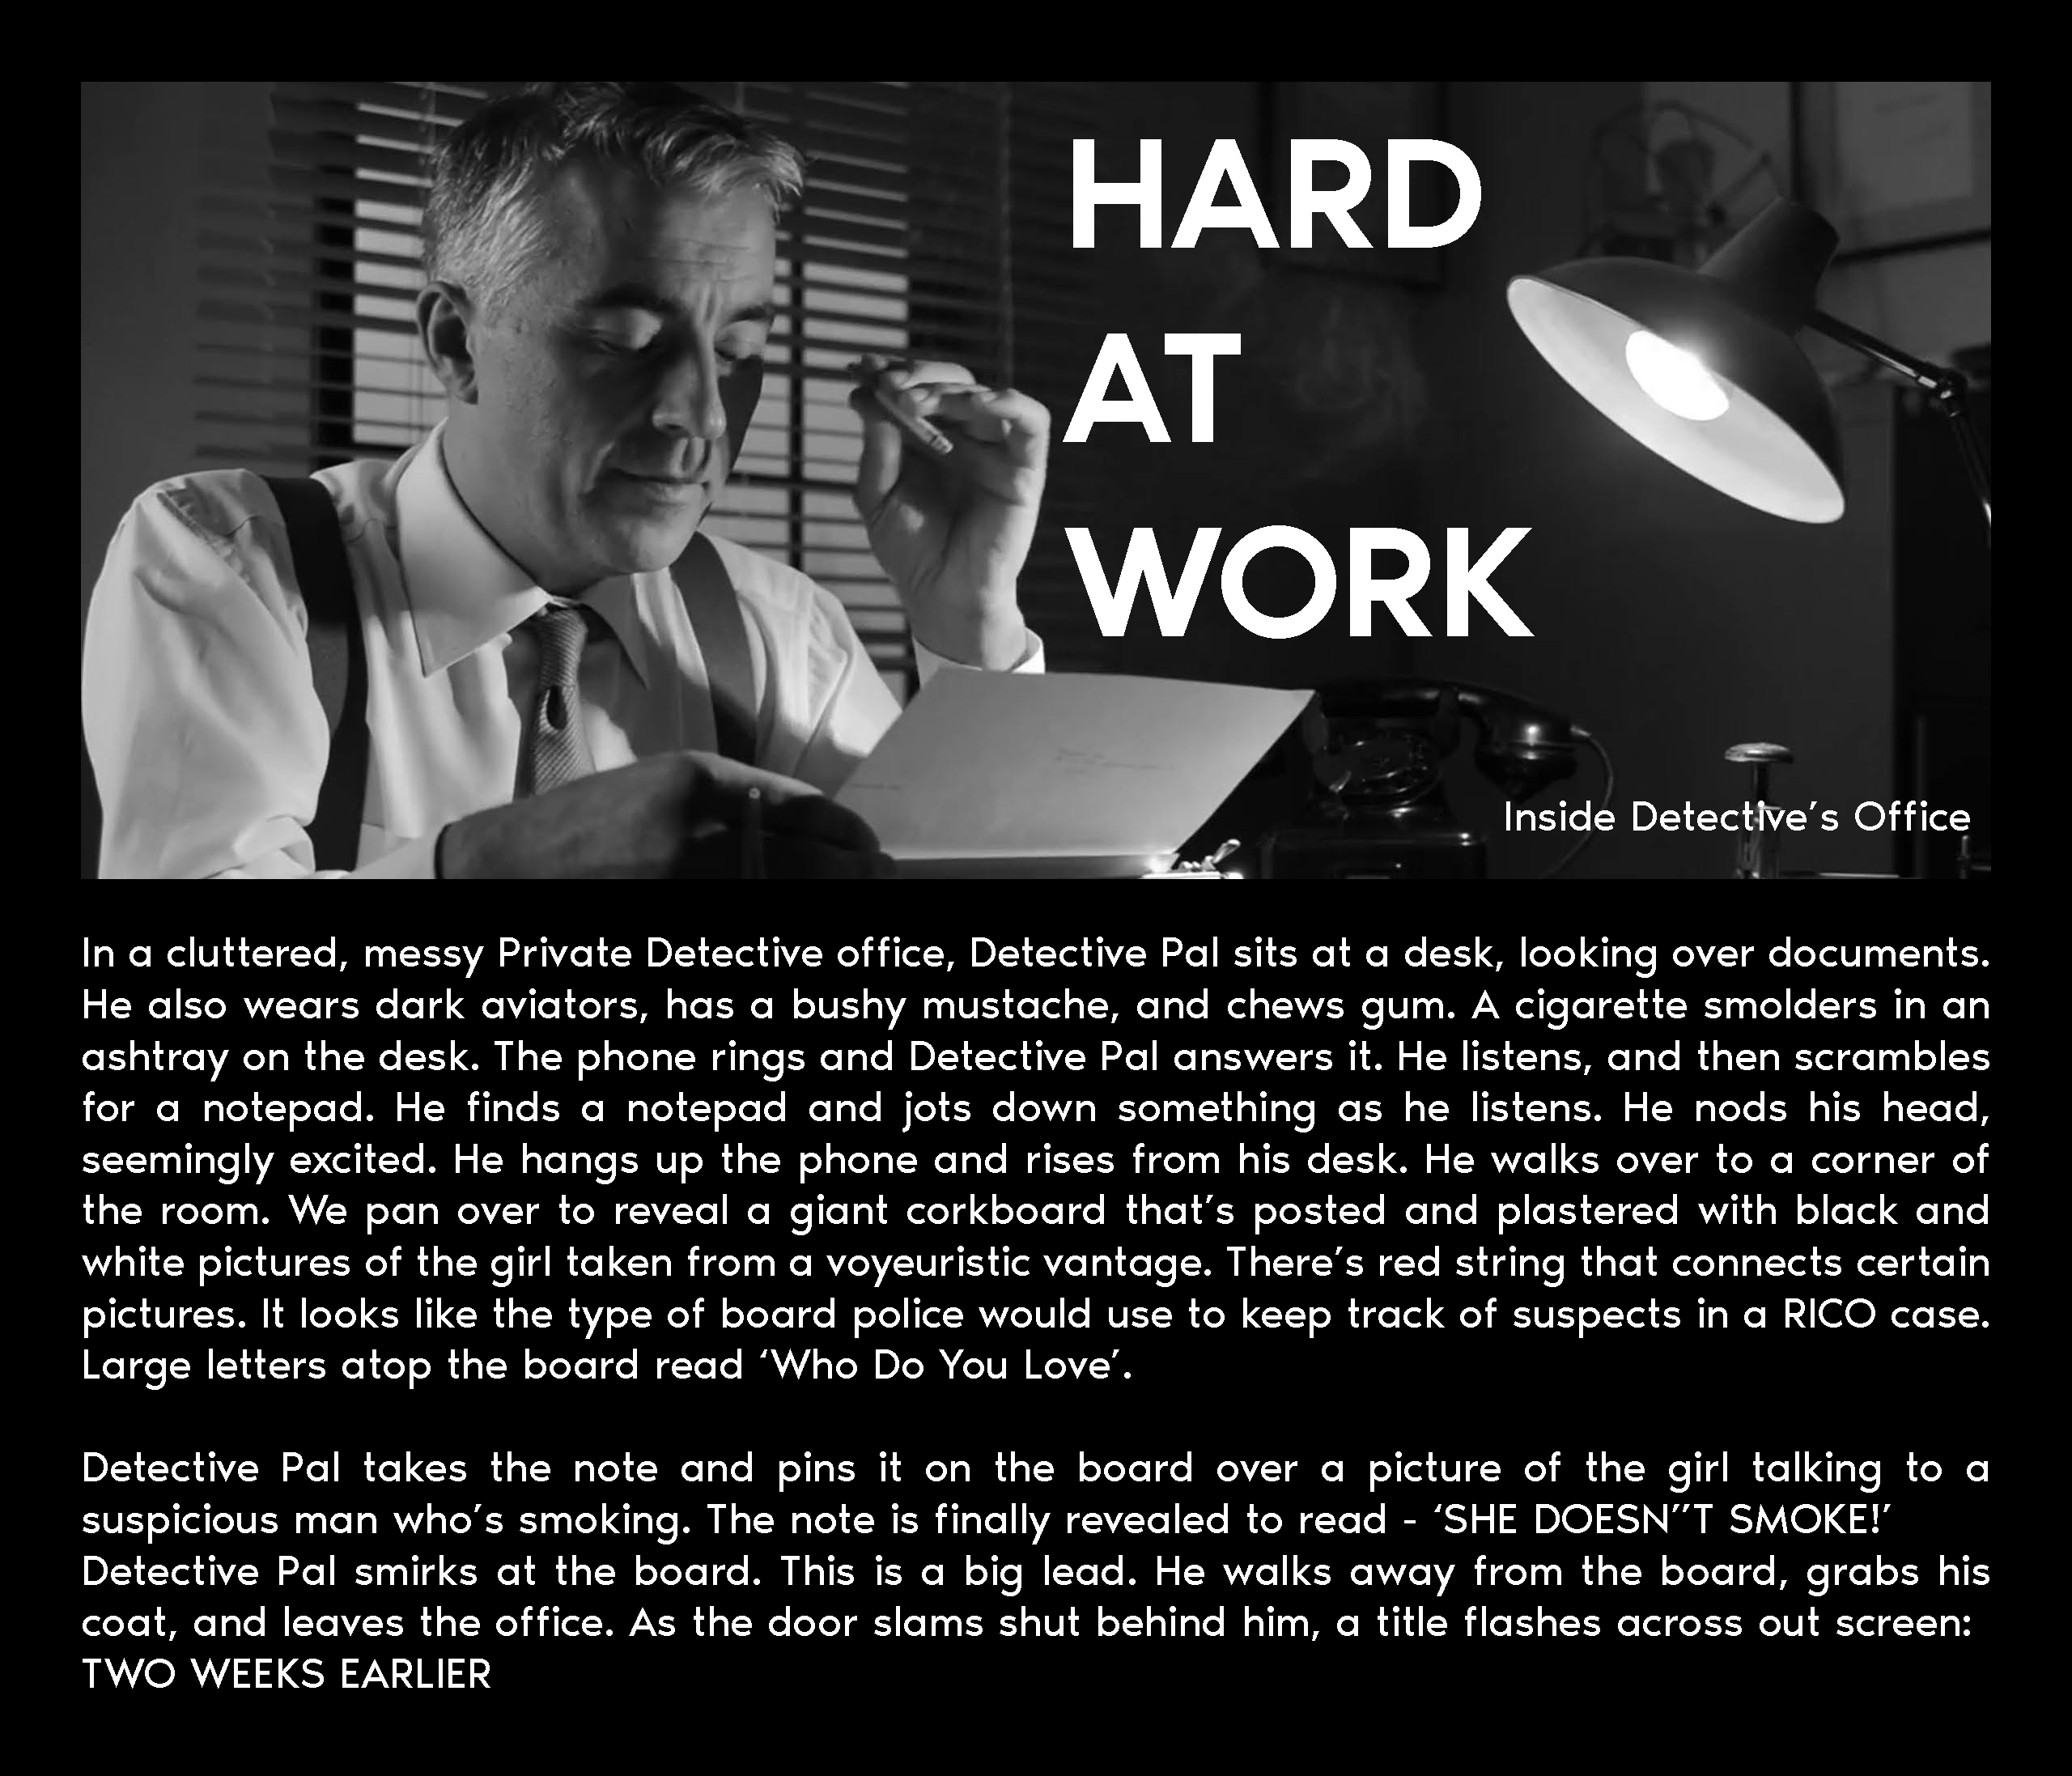 HARD
AT
WORK
Inside Detective’s Office
In a cluttered, messy Private Detective office, Detective Pal sits at a desk, looking over documents.
He also wears dark aviators, has a bushy mustache, and chews gum. A cigarette smolders in an
ashtray on the desk. The phone rings and Detective Pal answers it. He listens, and then scrambles
for a notepad. He finds a notepad and jots down something as he listens. He nods his head,
seemingly excited. He hangs up the phone and rises from his desk. He walks over to a corner of
the room. We pan over to reveal a giant corkboard that’s posted and plastered with black and
white pictures of the girl taken from a voyeuristic vantage. There’s red string that connects certain
pictures. It looks like the type of board police would use to keep track of suspects in a RICO case.
Large letters atop the board read ‘Who Do You Love’.
Detective Pal takes the note and pins it on the board over a picture of the girl talking to a
suspicious man who’s smoking. The note is finally revealed to read - ‘SHE DOESN’’T SMOKE!’
Detective Pal smirks at the board. This is a big lead. He walks away from the board, grabs his
coat, and leaves the office. As the door slams shut behind him, a title flashes across out screen:
TWO WEEKS EARLIER